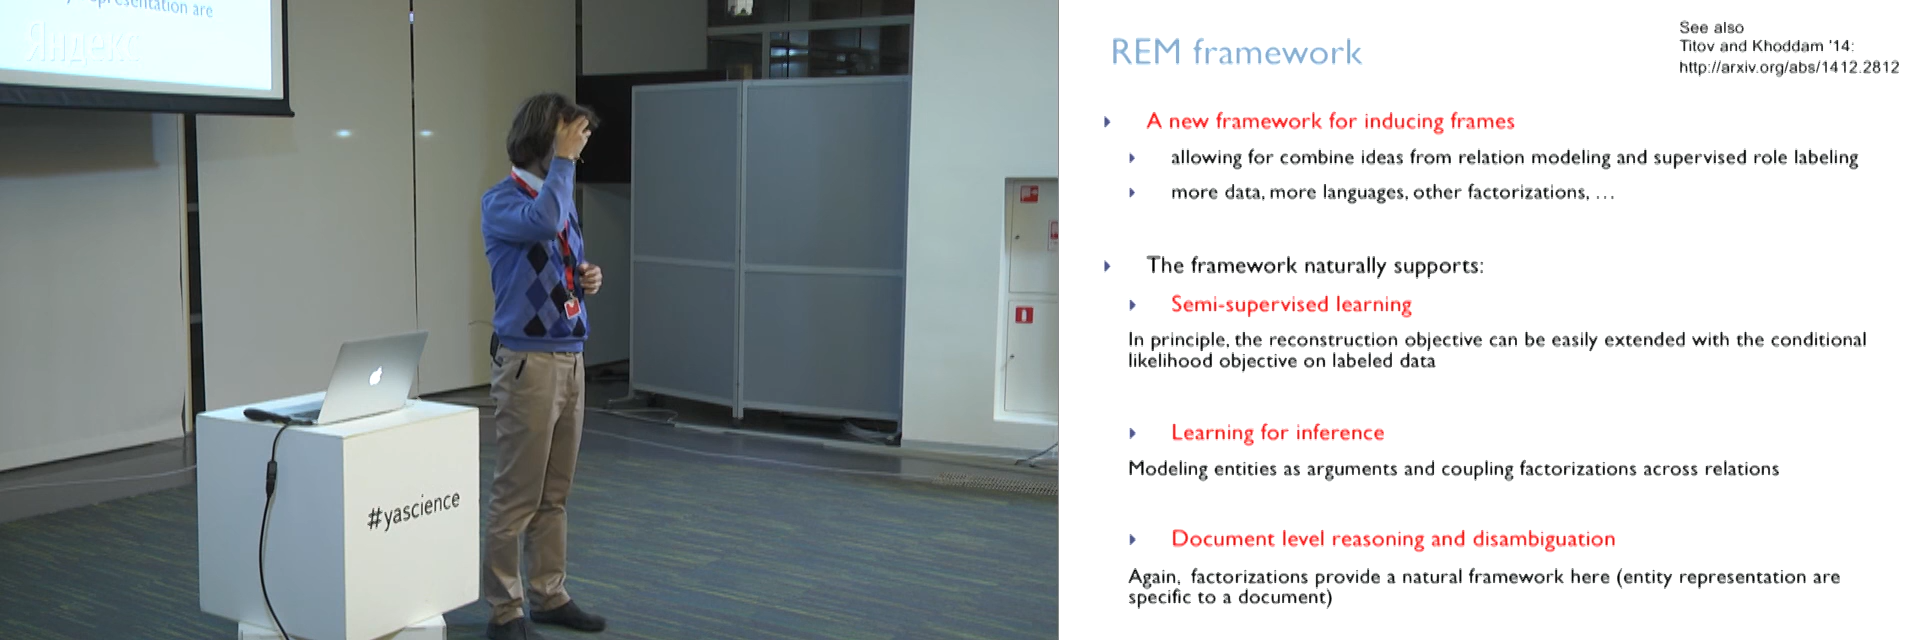 representation are
Яндекс
#yascience
REM framework
See also
Titov and Khoddam '14:
http://arxiv.org/abs/1412.2812
A new framework for inducing frames
allowing for combine ideas from relation modeling and supervised role labeling
more data, more languages, other factorizations, …
The framework naturally supports:
Semi-supervised learning
In principle, the reconstruction objective can be easily extended with the conditional
likelihood objective on labeled data
Learning for inference
Modeling entities as arguments and coupling factorizations across relations
Document level reasoning and disambiguation
Again, factorizations provide a natural framework here (entity representation are
specific to a document)